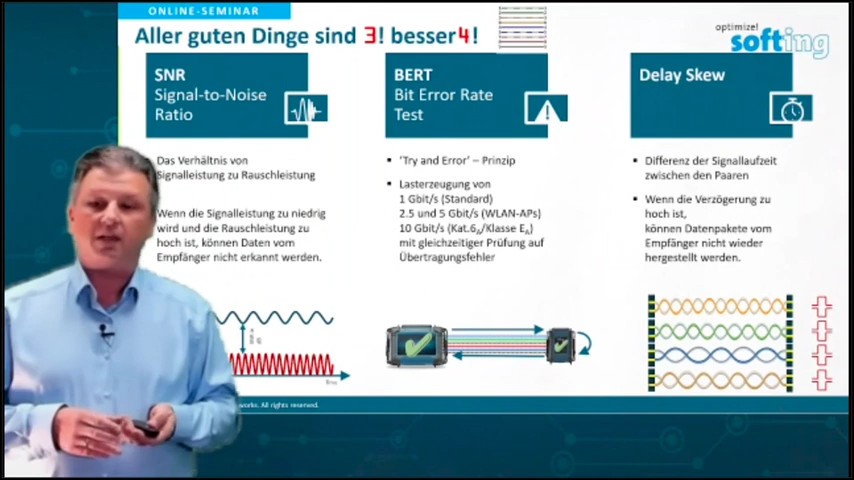 ONLINE-SEMINAR
Aller guten Dinge sind 3! besser4!
optimize!
softing
SNR
Signal-to-Noise
Ratio
Das Verhältnis von
Signalleistung zu Rauschleistung
Wenn die Signalleistung zu niedrig
wird und die Rauschleistung zu
hoch ist, können Daten vom
Empfänger nicht erkannt werden.
BERT
Bit Error Rate
Test
▪ ‘Try and Error’ – Prinzip
▪ Lasterzeugung von
1 Gbit/s (Standard)
2.5 und 5 Gbit/s (WLAN-APs)
10 Gbit/s (Kat.6A/Klasse EA)
mit gleichzeitiger Prüfung auf
Übertragungsfehler
Delay Skew
▪ Differenz der Signallaufzeit
zwischen den Paaren
▪ Wenn die Verzögerung zu
hoch ist,
können Datenpakete vom
Empfänger nicht wieder
hergestellt werden.
works. All rights reserved.